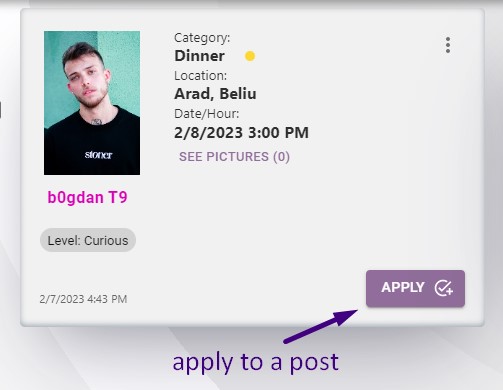 Category:
Dinner
Location:
Arad, Beliu
Date/Hour:
2/8/2023 3:00 PM
SEE PICTURES (0)
stoner
b0gdan T9
Level: Curious
2/7/2023 4:43 PM
APPLY
apply to a post